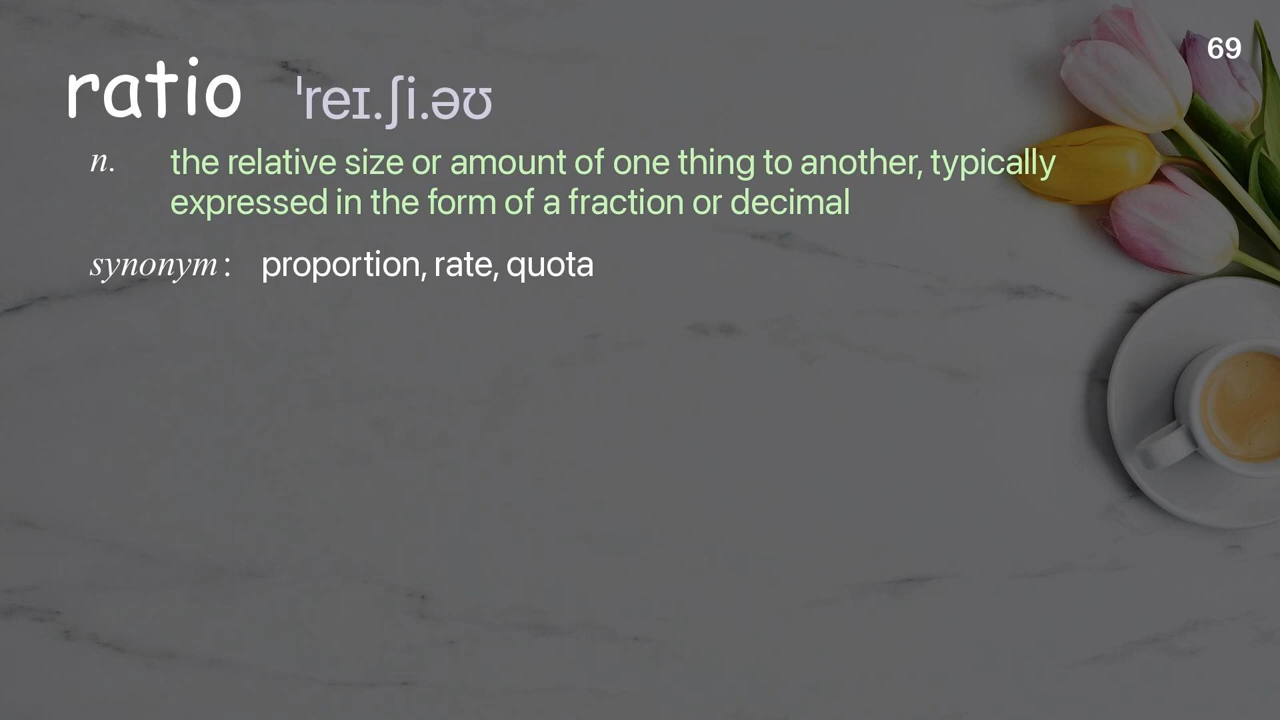 69
ratio ˈreɪ.ʃi.əʊ
n. the relative size or amount of one thing to another, typically
expressed in the form of a fraction or decimal
synonym: proportion, rate, quota